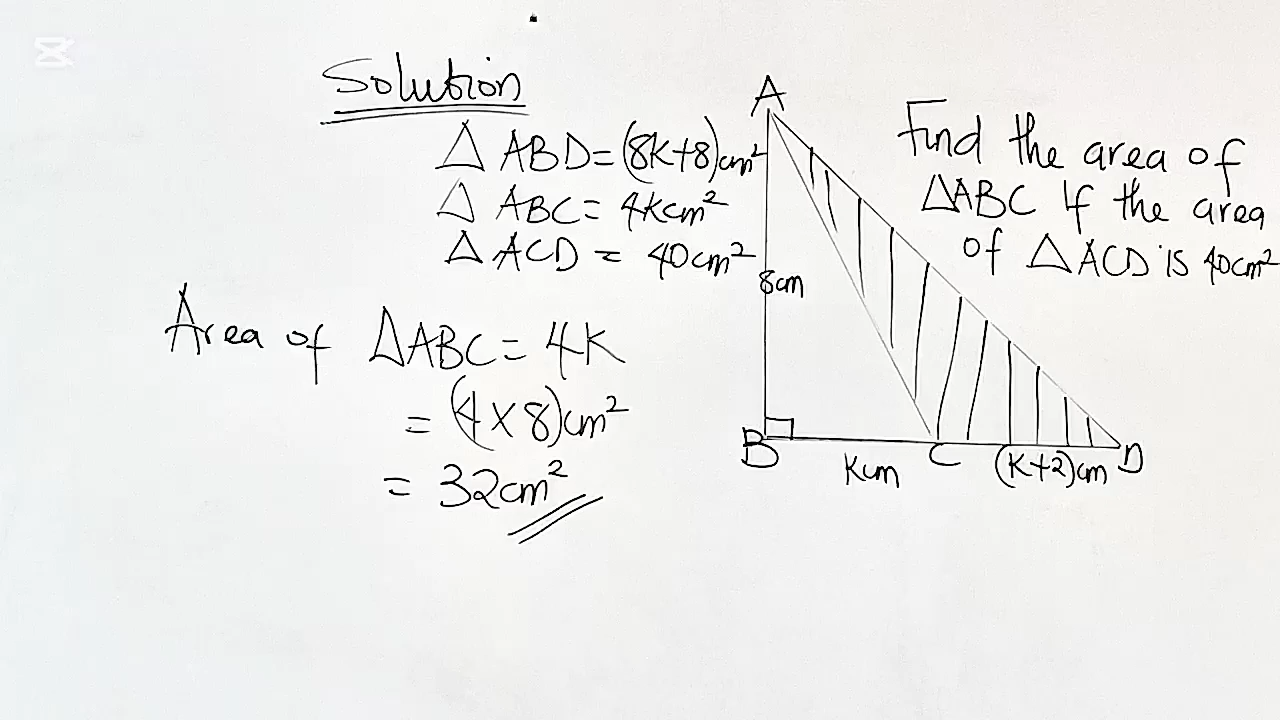 Solution
△ ABD = (8K+8)cm²
△ ABC = 4Kcm²
△ ACD = 40cm²
Area of △ABC = 4K
= (4 × 8)cm²
= 32cm²
Find the area of
△ABC If the area
of △ACD is 40cm²
A
8cm
B
Kcm
C
(K+2)cm
D